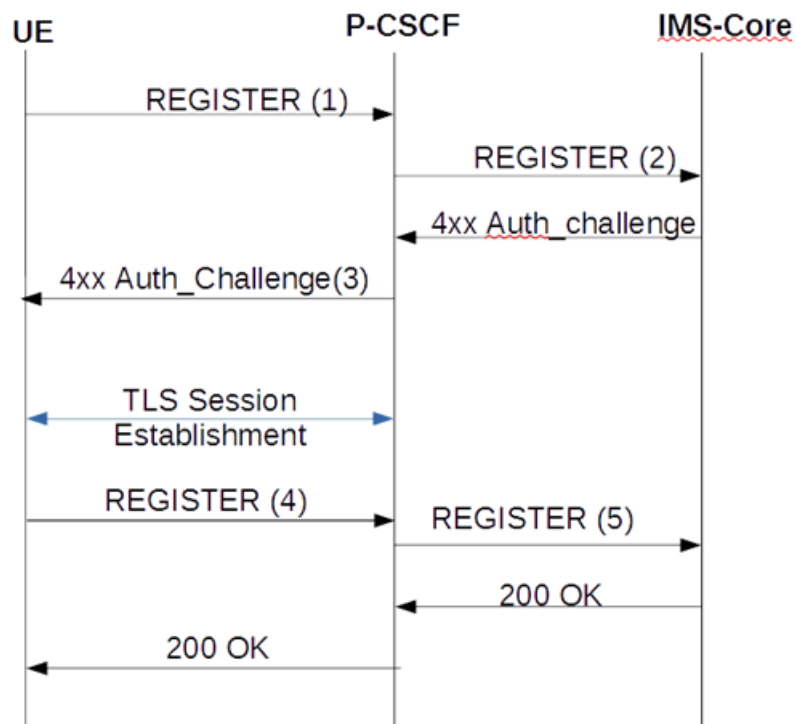 UE
P-CSCF
IMS-Core
REGISTER (1)
REGISTER (2)
4xx Auth_challenge
4xx Auth_Challenge(3)
TLS Session
Establishment
REGISTER (4)
REGISTER (5)
200 OK
200 OK